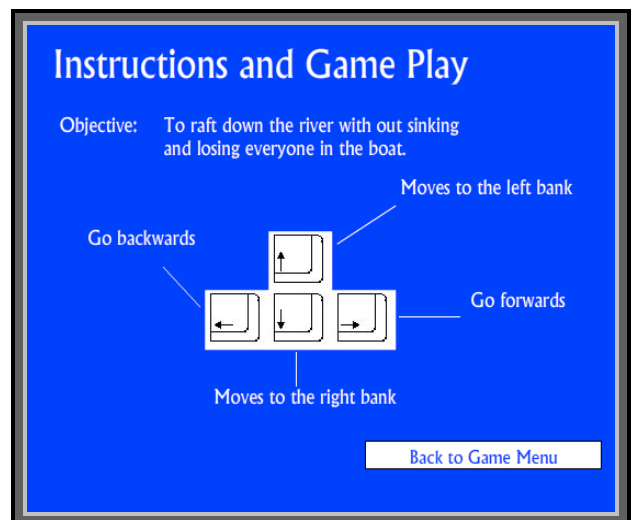 Instructions and Game Play
Objective: To raft down the river with out sinking
and losing everyone in the boat.
Moves to the left bank
Go backwards
Go forwards
Moves to the right bank
Back to Game Menu